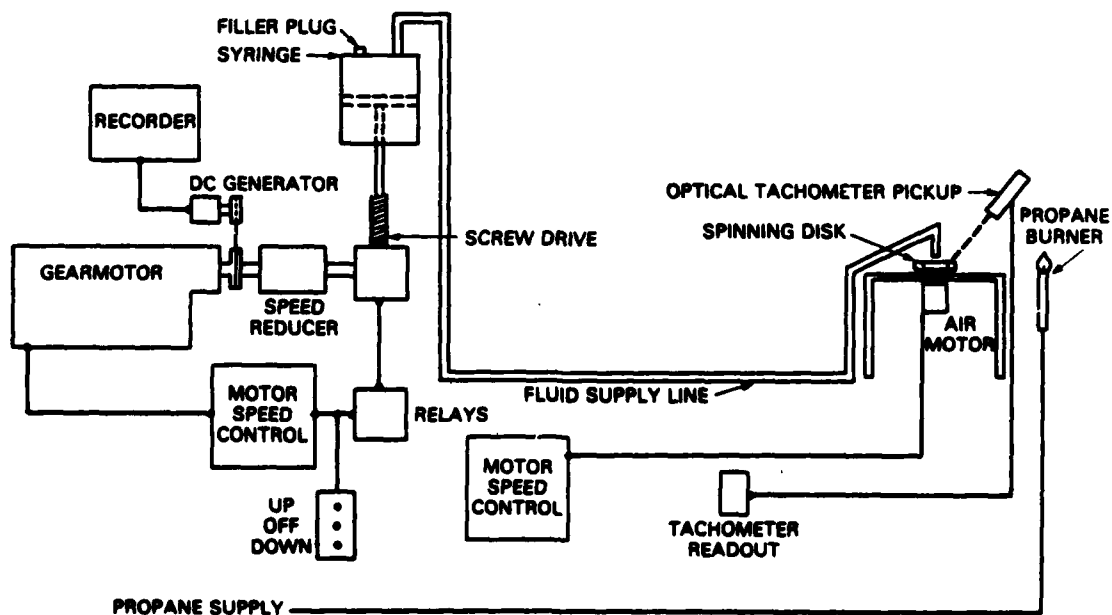 FILLER PLUG
SYRINGE
RECORDER
DC GENERATOR
OPTICAL TACHOMETER PICKUP
PROPANE
BURNER
SPINNING DISK
SCREW DRIVE
GEARMOTOR
SPEED
REDUCER
AIR
MOTOR
FLUID SUPPLY LINE
MOTOR
SPEED
CONTROL
RELAYS
MOTOR
SPEED
CONTROL
UP
OFF
DOWN
TACHOMETER
READOUT
PROPANE SUPPLY